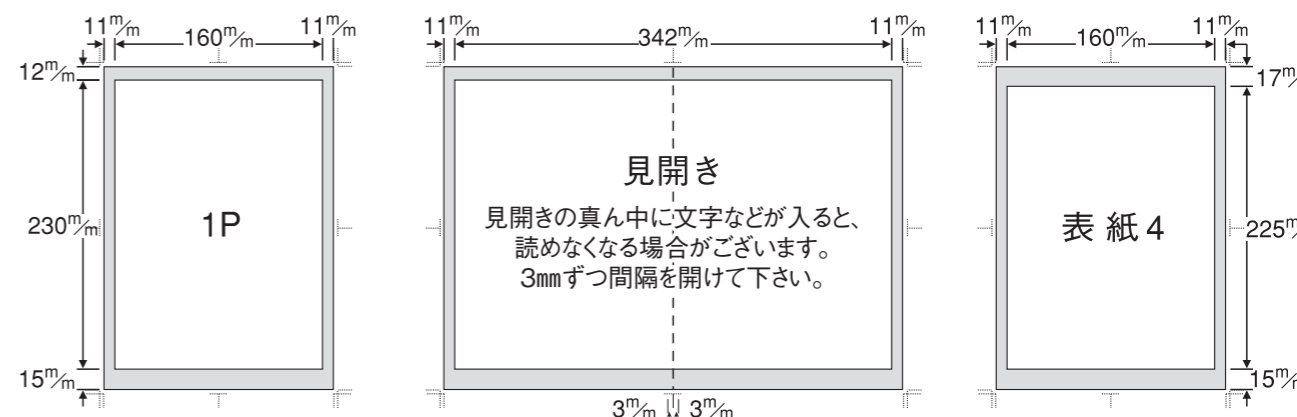 11m/m 160m/m 11m/m
12m/m
230m/m
1P
15m/m
11m/m 342m/m 11m/m
見開き
見開きの真ん中に文字などが入ると、
読めなくなる場合がございます。
3㎜ずつ間隔を開けて下さい。
3m/m 3m/m
11m/m 160m/m 11m/m
17m/
表紙4
225m/
15m/m